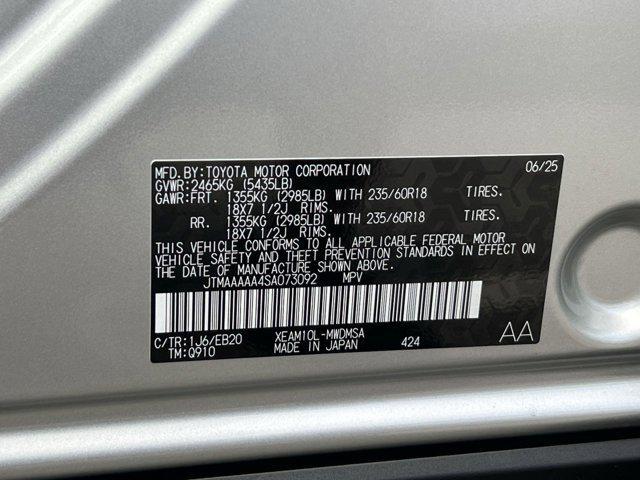 MFD. BY: TOYOTA MOTOR CORPORATION 06/25
GVWR: 2465KG (5435LB)
GAWR: FRT. 1355KG (2985LB) WITH 235/60R18 TIRES.
18X7 1/2J RIMS.
RR. 1355KG (2985LB) WITH 235/60R18 TIRES.
18X7 1/2J RIMS.
THIS VEHICLE CONFORMS TO ALL APPLICABLE FEDERAL MOTOR
VEHICLE SAFETY AND THEFT PREVENTION STANDARDS IN EFFECT ON
THE DATE OF MANUFACTURE SHOWN ABOVE.
JTMAAAAA4SA073092 MPV
C/TR: 1J6/EB20 XEAM10L-MWDMSA AA
TM: Q910 MADE IN JAPAN 424